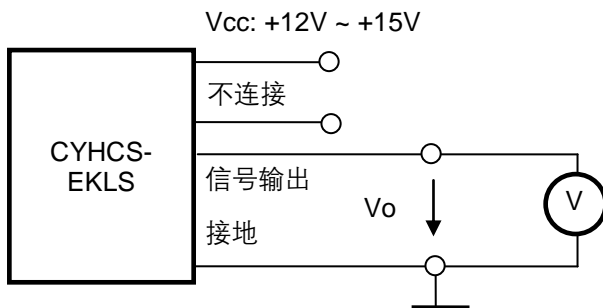 Vcc: +12V ~ +15V
不连接
CYHCS-
EKLS
信号输出
Vo
V
接地